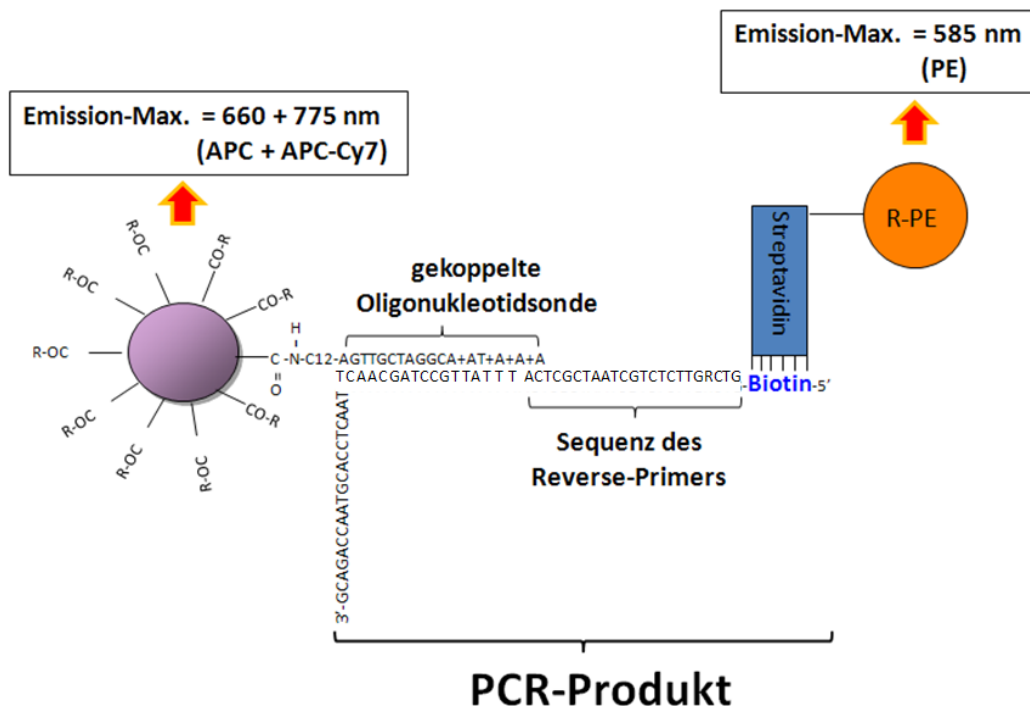 Emission-Max. = 585 nm
(PE)
Emission-Max. = 660 + 775 nm
(APC + APC-Cy7)
R-PE
Streptavidin
R-OC
CO-R
R-OC
CO-R
R-OC
R-OC
R-OC
R-OC
CO-R
gekoppelte
Oligonukleotidsonde
H
C -N-C12-AGTTGCTAGGCA+AT+A+A+A
O
TCAACGATCCGTTATT T ACTCGCTAATCGTCTCTTGRCTG
-Biotin-5'
Sequenz des
Reverse-Primers
3'-GCAGACCAATGCACCTCAAT
PCR-Produkt